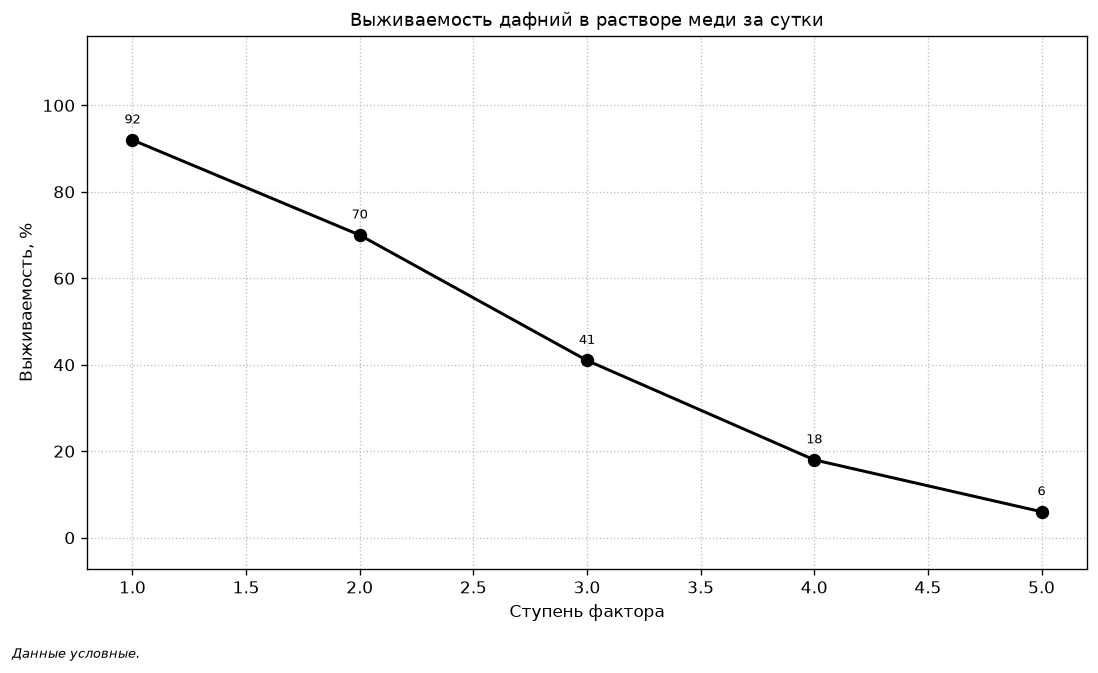 Выживаемость дафний в растворе меди за сутки
Выживаемость, %
100
80
60
40
20
0
92
70
41
18
6
1.0 1.5 2.0 2.5 3.0 3.5 4.0 4.5 5.0
Ступень фактора
Данные условные.